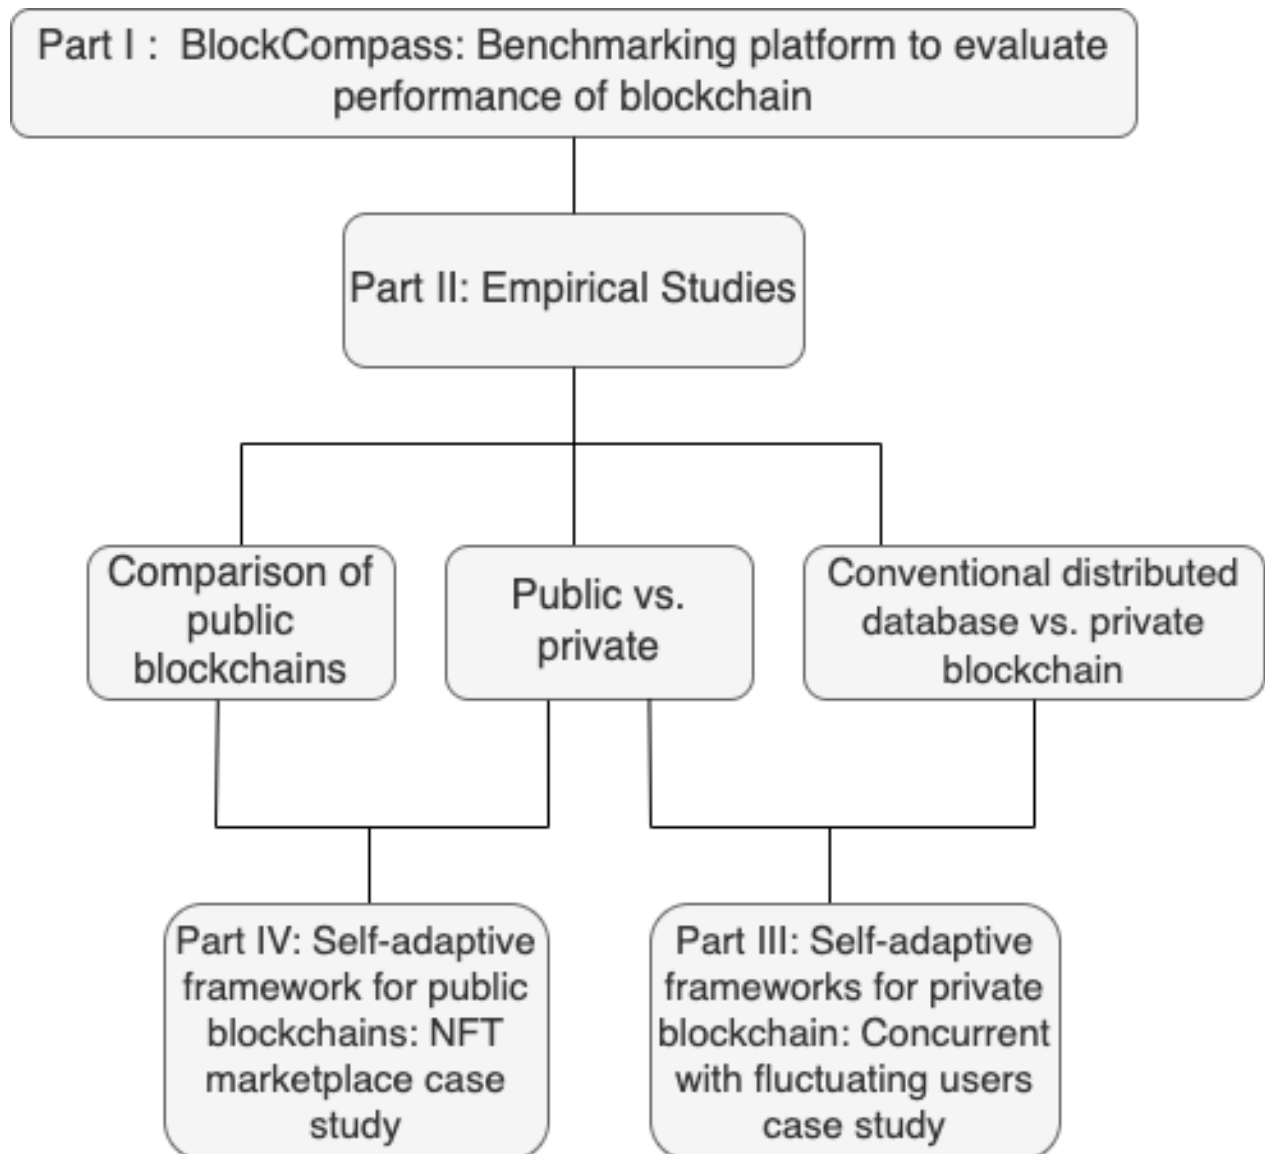 Part I :  BlockCompass: Benchmarking platform to evaluate
performance of blockchain
Part II: Empirical Studies
Comparison of
public
blockchains
Public vs.
private
Conventional distributed
database vs. private
blockchain
Part IV: Self-adaptive
framework for public
blockchains: NFT
marketplace case
study
Part III: Self-adaptive
frameworks for private
blockchain: Concurrent
with fluctuating users
case study